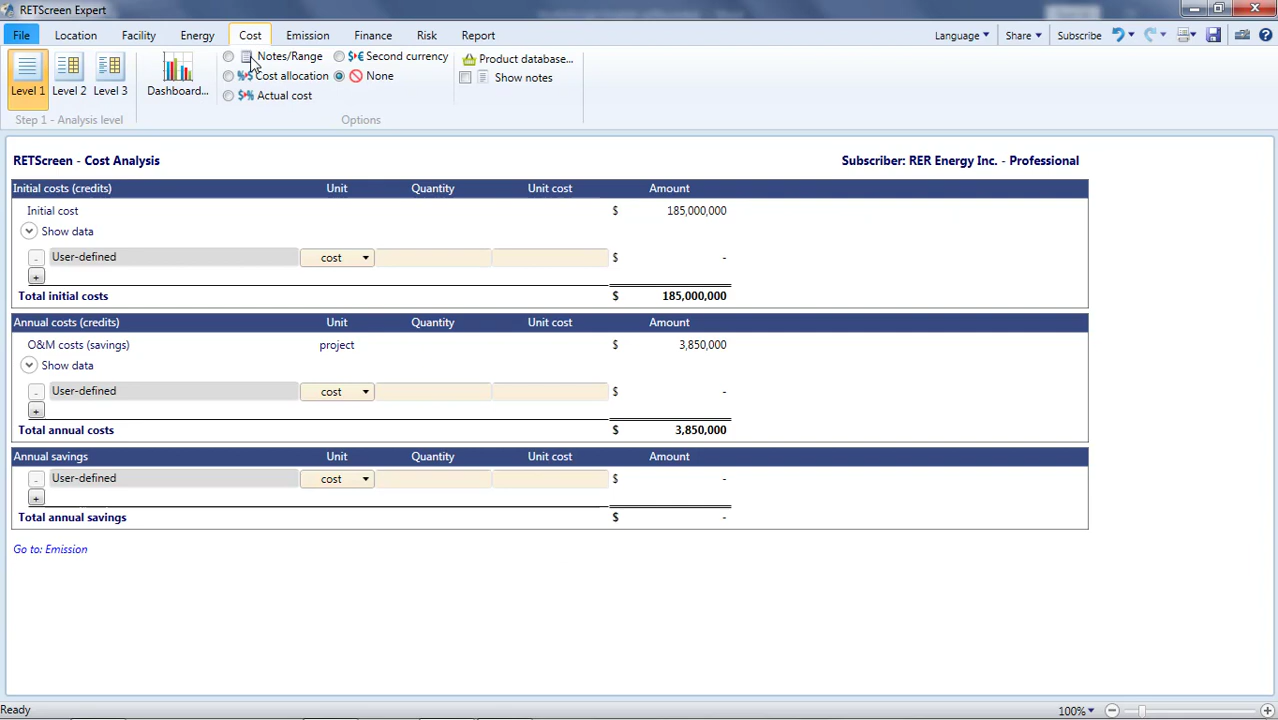 RETScreen Expert
File Location Facility Energy Cost Emission Finance Risk Report Language Share Subscribe
Notes/Range Second currency Product database...
Cost allocation None Show notes
Level 1 Level 2 Level 3 Dashboard... Actual cost
Step 1 - Analysis level Options
RETScreen - Cost Analysis Subscriber: RER Energy Inc. - Professional
Initial costs (credits) Unit Quantity Unit cost Amount
Initial cost $ 185,000,000
Show data
- User-defined cost $ -
+
Total initial costs $ 185,000,000
Annual costs (credits) Unit Quantity Unit cost Amount
O&M costs (savings) project $ 3,850,000
Show data
- User-defined cost $ -
+
Total annual costs $ 3,850,000
Annual savings Unit Quantity Unit cost Amount
- User-defined cost $ -
+
Total annual savings $ -
Go to: Emission
Ready 100%